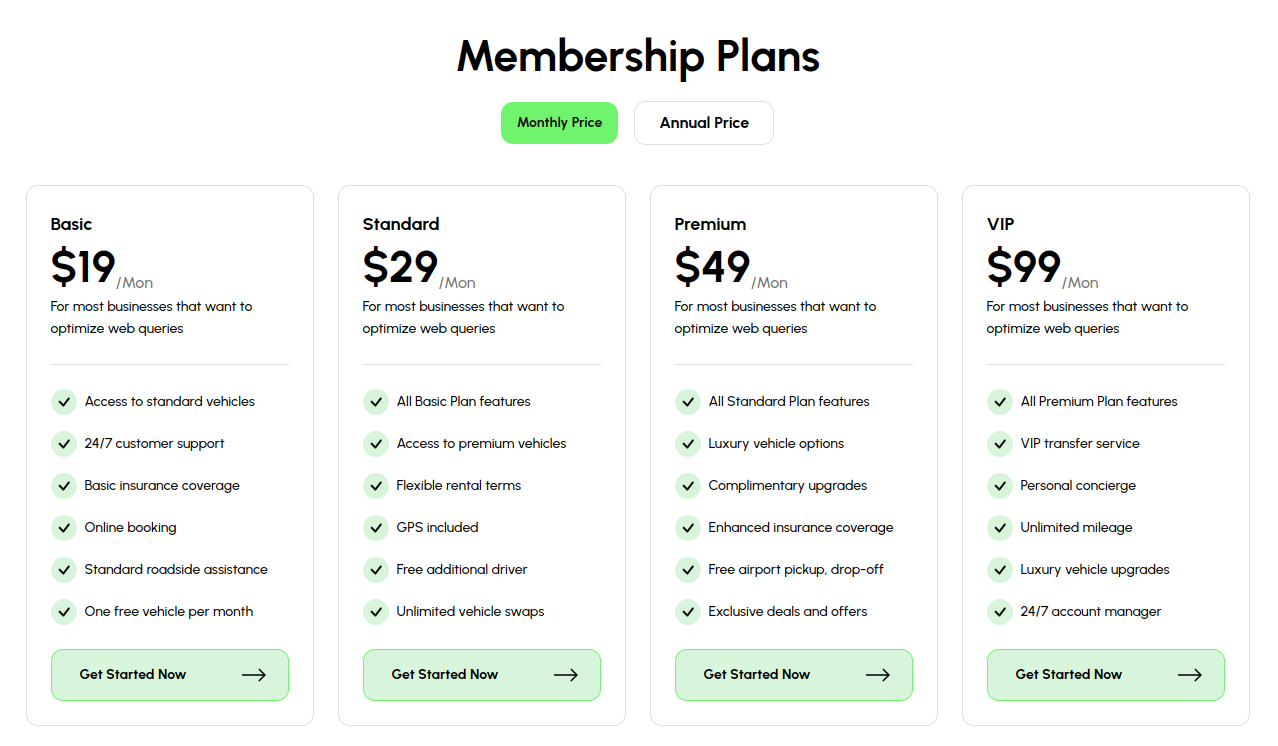 Membership Plans
Monthly Price
Annual Price
Basic
$19/Mon
For most businesses that want to
optimize web queries
Access to standard vehicles
24/7 customer support
Basic insurance coverage
Online booking
Standard roadside assistance
One free vehicle per month
Get Started Now
Standard
$29/Mon
For most businesses that want to
optimize web queries
All Basic Plan features
Access to premium vehicles
Flexible rental terms
GPS included
Free additional driver
Unlimited vehicle swaps
Get Started Now
Premium
$49/Mon
For most businesses that want to
optimize web queries
All Standard Plan features
Luxury vehicle options
Complimentary upgrades
Enhanced insurance coverage
Free airport pickup, drop-off
Exclusive deals and offers
Get Started Now
VIP
$99/Mon
For most businesses that want to
optimize web queries
All Premium Plan features
VIP transfer service
Personal concierge
Unlimited mileage
Luxury vehicle upgrades
24/7 account manager
Get Started Now